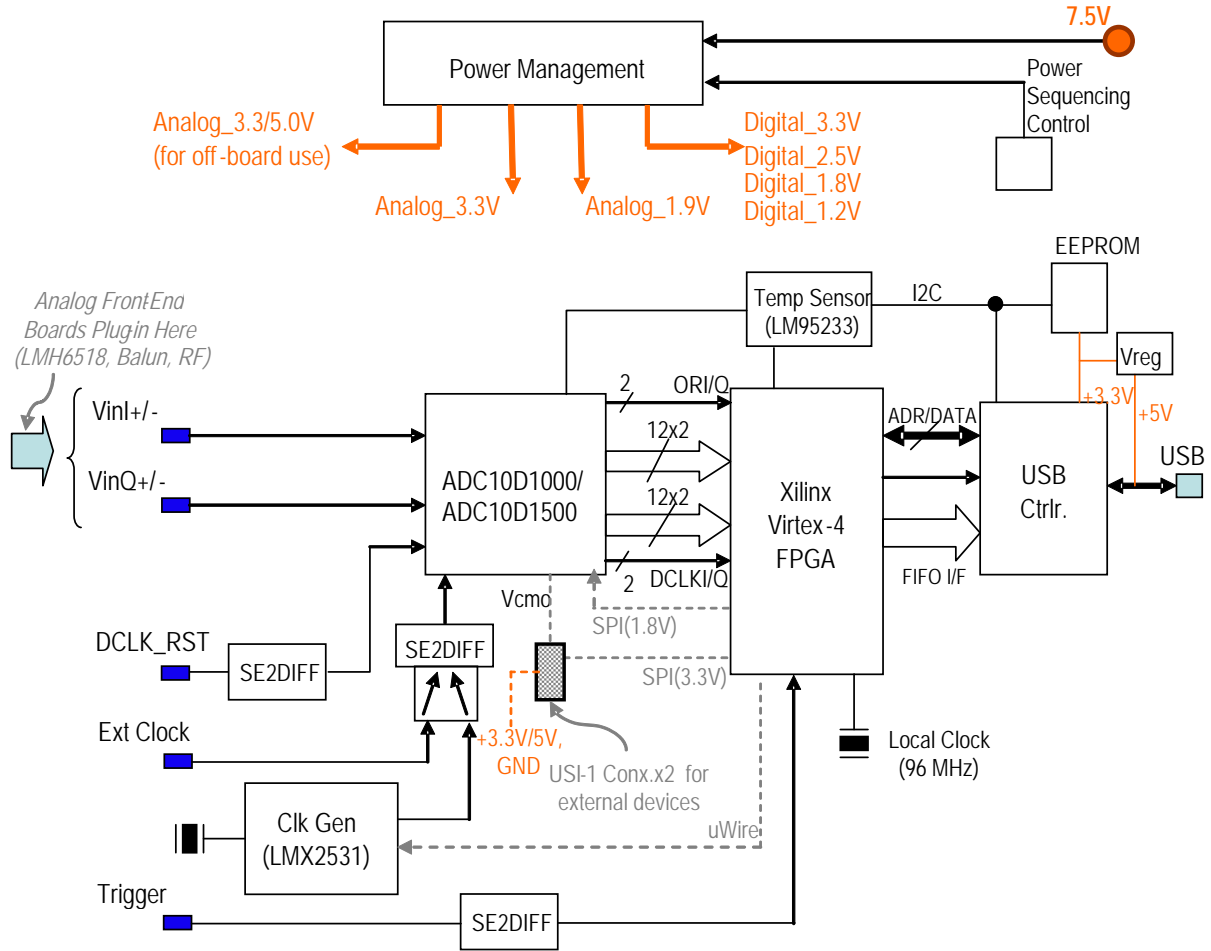 7.5V
Power Management
Power
Sequencing
Control
Analog_3.3/5.0V
(for off-board use)
Analog_3.3V
Analog_1.9V
Digital_3.3V
Digital_2.5V
Digital_1.8V
Digital_1.2V
EEPROM
Analog Front-End
Boards Plug-in Here
(LMH6518, Balun, RF)
Temp Sensor
(LM95233)
I2C
Vreg
+3.3V
+5V
VinI+/-
VinQ+/-
2
ORI/Q
12x2
12x2
2
DCLKI/Q
ADC10D1000/
ADC10D1500
Xilinx
Virtex-4
FPGA
ADR/DATA
FIFO I/F
USB
Ctrlr.
USB
Vcmo
SPI(1.8V)
SPI(3.3V)
DCLK_RST
SE2DIFF
SE2DIFF
Ext Clock
+3.3V/5V,
GND
USI-1 Conx.x2 for
external devices
Local Clock
(96 MHz)
Clk Gen
(LMX2531)
uWire
Trigger
SE2DIFF